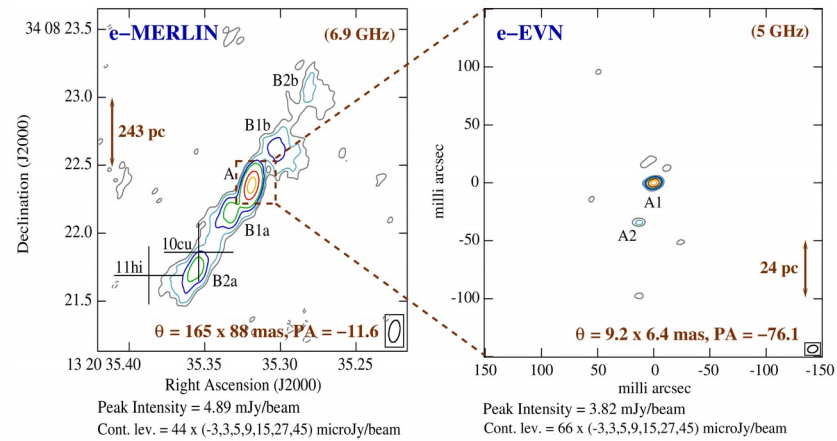 e-MERLIN
(6.9 GHz)
34 08 23.5
23.0
22.5
22.0
21.5
Declination (J2000)
243 pc
B2b
B1b
A
B1a
10cu
11hi
B2a
θ = 165 x 88 mas, PA = −11.6
13 20 35.40
35.35
35.30
35.25
Right Ascension (J2000)
Peak Intensity = 4.89 mJy/beam
Cont. lev. = 44 x (-3,3,5,9,15,27,45) microJy/beam
e-EVN
(5 GHz)
100
50
0
-50
-100
milli arcsec
A1
A2
24 pc
θ = 9.2 x 6.4 mas, PA = −76.1
150
100
50
0
-50
-100
-150
milli arcsec
Peak Intensity = 3.82 mJy/beam
Cont. lev. = 66 x (-3,3,5,9,15,27,45) microJy/beam